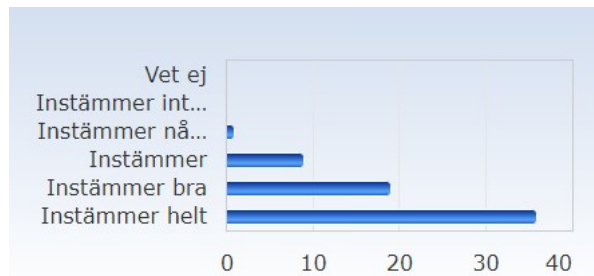 Vet ej
Instämmer int...
Instämmer nå...
Instämmer
Instämmer bra
Instämmer helt
0 10 20 30 40